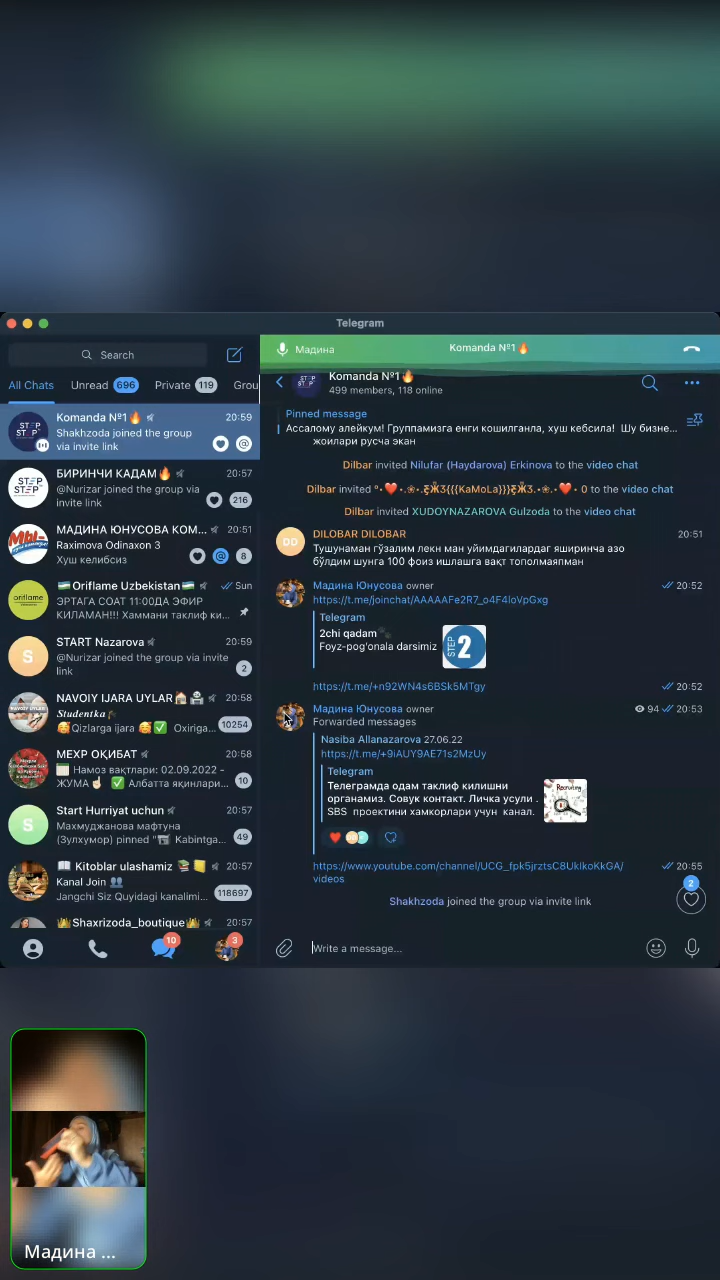 Telegram
Search
All Chats
Unread 696
Private 119
Grou
Komanda №1🔥 20:59
Shakhzoda joined the group
via invite link
БИРИНЧИ КАДАМ🔥 20:57
@Nurizar joined the group via
invite link 216
МАДИНА ЮНУСОВА КОМ... 20:51
Raximova Odinaxon 3
Хуш келибсиз 8
🇺🇿Oriflame Uzbekistan🇺🇿 Sun
ЭРТАГА СОАТ 11:00ДА ЭФИР
КИЛАМАН!!! Хаммани таклиф ки...
START Nazarova 20:59
@Nurizar joined the group via invite
link 2
NAVOIY IJARA UYLAR🏠 20:58
Studentka
🥰Qizlarga ijara 🥰✅ Oxiriga... 10254
МЕХР ОҚИБАТ 20:58
Намоз вақтлари: 02.09.2022 -
ЖУМА☝🏻 ✅ Албатта яқинлари... 10
Start Hurriyat uchun 20:57
Махмуджанова мафтуна
(Зулхумор) pinned "Kabintga... 49
📖 Kitoblar ulashamiz 📚 20:57
Kanal Join 👥
Jangchi Siz Quyidagi kanalimi... 118697
👑Shaxrizoda_boutique👑 20:57
10
3
Мадина
Komanda №1🔥
Komanda №1🔥
499 members, 118 online
Pinned message
Ассалому алейкум! Группамизга енги кошилганла, хуш кебсила! Шу бизне...
жоилари русча экан
Dilbar invited Nilufar (Haydarova) Erkinova to the video chat
Dilbar invited {{{KaMoLa}}} 0 to the video chat
Dilbar invited XUDOYNAZAROVA Gulzoda to the video chat
DD
DILOBAR DILOBAR 20:51
Тушунаман гўзалим лекн ман уйимдагилардаг яширинча азо
бўлдим шунга 100 фоиз ишлашга вақт тополмаяпман
Мадина Юнусова owner 20:52
https://t.me/joinchat/AAAAAFe2R7_o4F4loVpGxg
Telegram
2chi qadam
Foyz-pog'onala darsimiz
STEP 2
https://t.me/+n92WN4s6BSk5MTgy 20:52
Мадина Юнусова owner 94 20:53
Forwarded messages
Nasiba Allanazarova 27.06.22
https://t.me/+9iAUY9AE71s2MzUy
Telegram
Телеграмда одам таклиф килишни
органамиз. Совук контакт. Личка усули .
SBS проектини хамкорлари учун канал.
Recruiting
https://www.youtube.com/channel/UCG_fpk5jrztsC8UklkoKkGA/
videos 20:55
2
Shakhzoda joined the group via invite link
Write a message...
Мадина ...